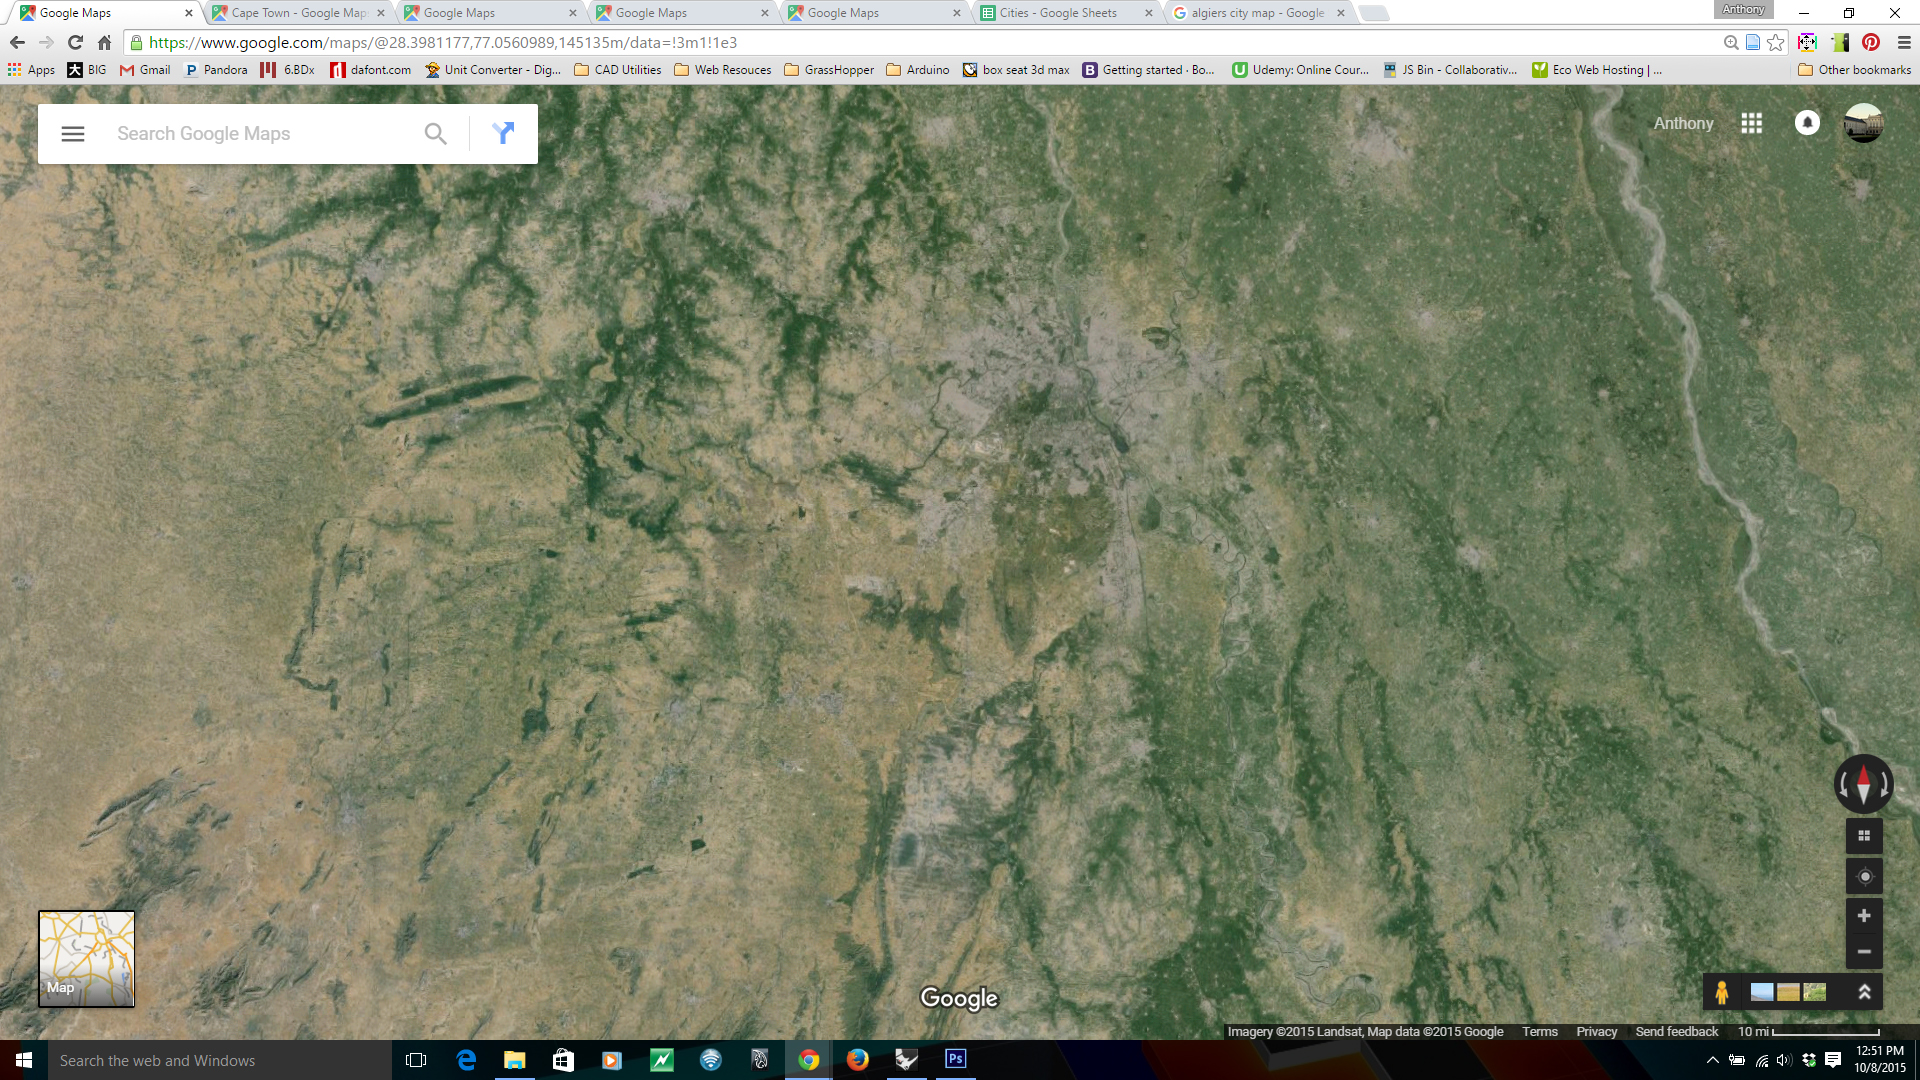 Anthony
Google Maps
Cape Town - Google Maps
Google Maps
Google Maps
Google Maps
Cities - Google Sheets
algiers city map - Google
https://www.google.com/maps/@28.3981177,77.0560989,145135m/data=!3m1!1e3
Apps
BIG
Gmail
Pandora
6.BDx
dafont.com
Unit Converter - Dig...
CAD Utilities
Web Resouces
GrassHopper
Arduino
box seat 3d max
Getting started · Bo...
Udemy: Online Cour...
JS Bin - Collaborativ...
Eco Web Hosting | ...
Other bookmarks
Search Google Maps
Anthony
Map
Google
Imagery ©2015 Landsat, Map data ©2015 Google
Terms
Privacy
Send feedback
10 mi
Search the web and Windows
Ps
12:51 PM
10/8/2015